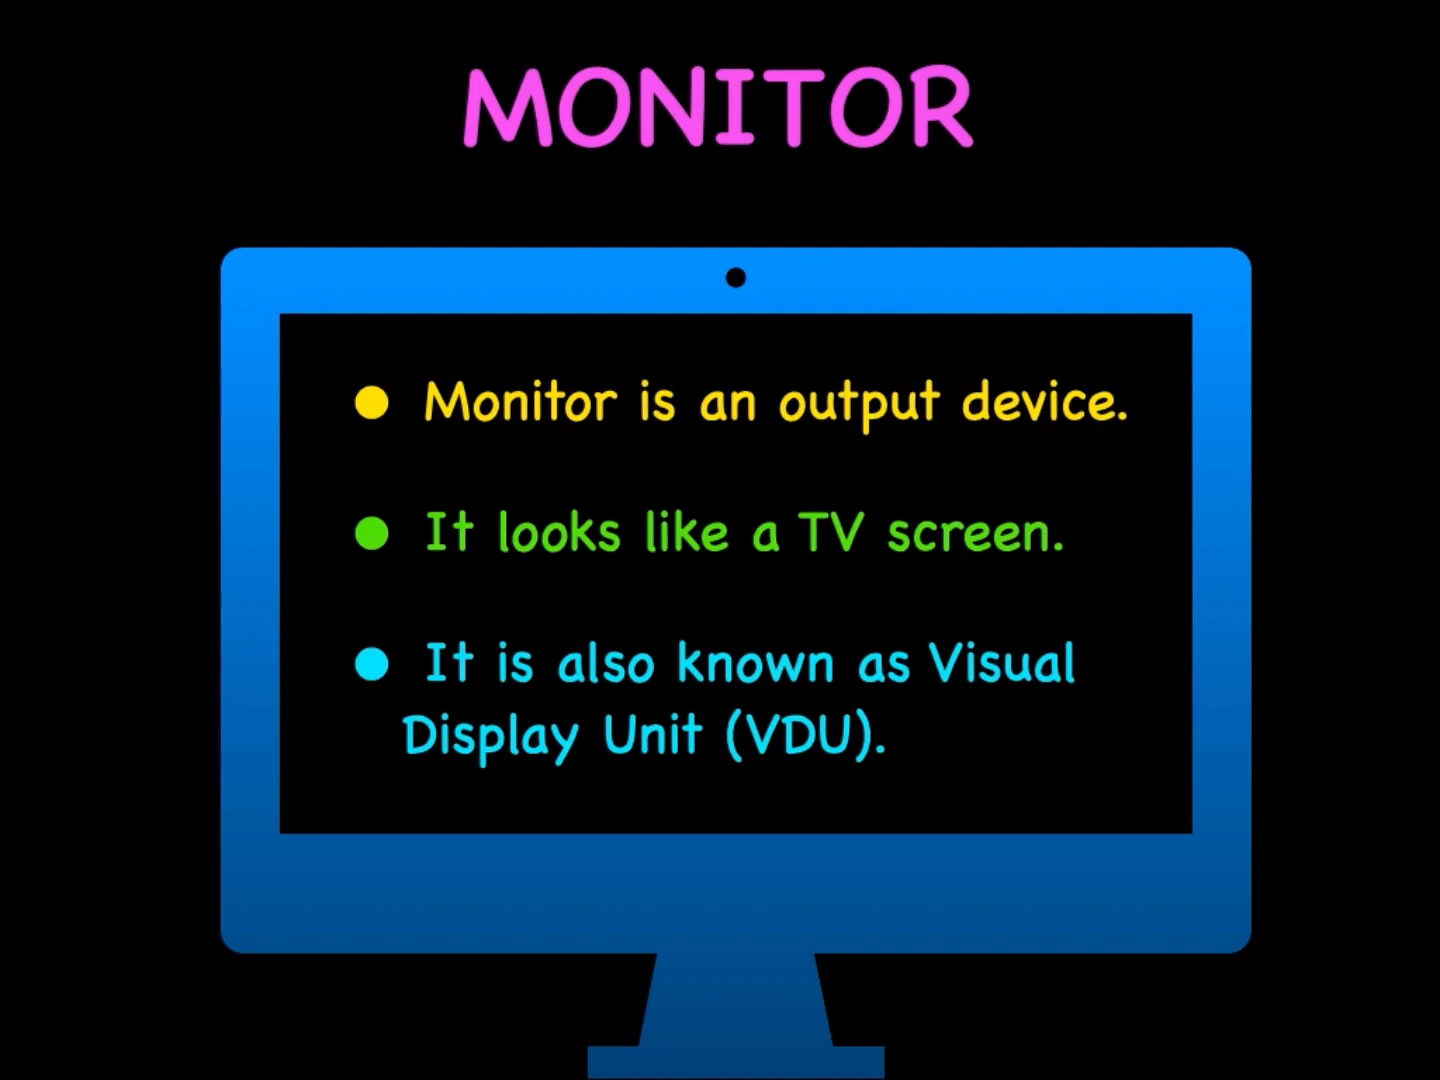 MONITOR
● Monitor is an output device.
● It looks like a TV screen.
● It is also known as Visual
Display Unit (VDU).